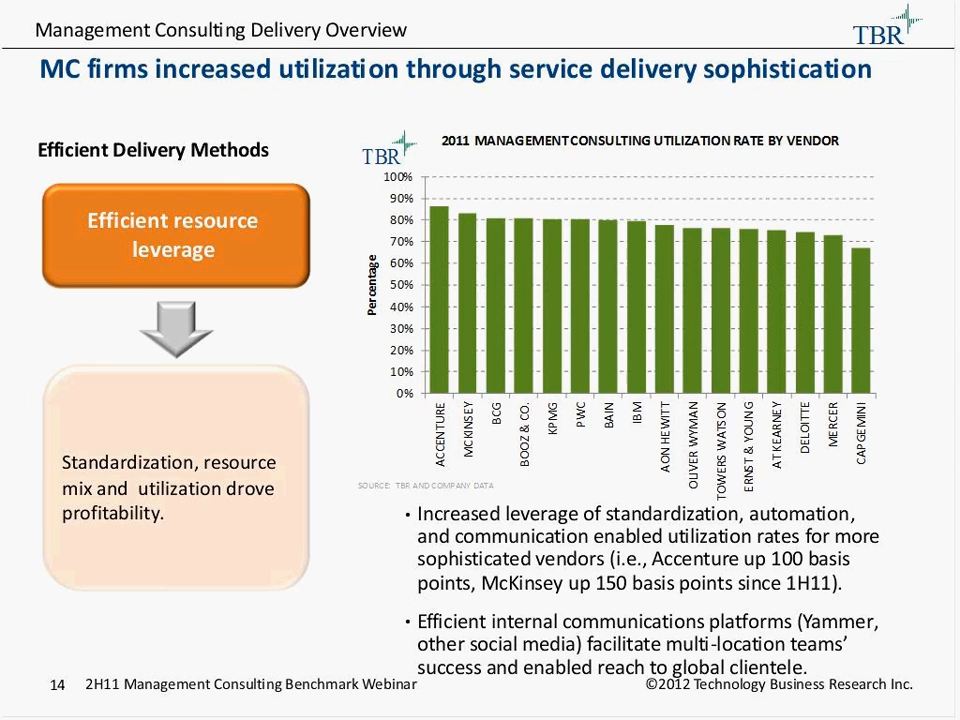 Management Consulting Delivery Overview
TBR
MC firms increased utilization through service delivery sophistication
Efficient Delivery Methods
Efficient resource
leverage
Standardization, resource
mix and utilization drove
profitability.
TBR
2011 MANAGEMENT CONSULTING UTILIZATION RATE BY VENDOR
Percentage
100%
90%
80%
70%
60%
50%
40%
30%
20%
10%
0%
ACCENTURE
MCKINSEY
BCG
BOOZ & CO.
KPMG
PWC
BAIN
IBM
AON HEWITT
OLIVER WYMAN
TOWERS WATSON
ERNST & YOUNG
AT KEARNEY
DELOITTE
MERCER
CAPGEMINI
SOURCE: TBR AND COMPANY DATA
• Increased leverage of standardization, automation,
and communication enabled utilization rates for more
sophisticated vendors (i.e., Accenture up 100 basis
points, McKinsey up 150 basis points since 1H11).
• Efficient internal communications platforms (Yammer,
other social media) facilitate multi-location teams’
success and enabled reach to global clientele.
14 2H11 Management Consulting Benchmark Webinar
©2012 Technology Business Research Inc.